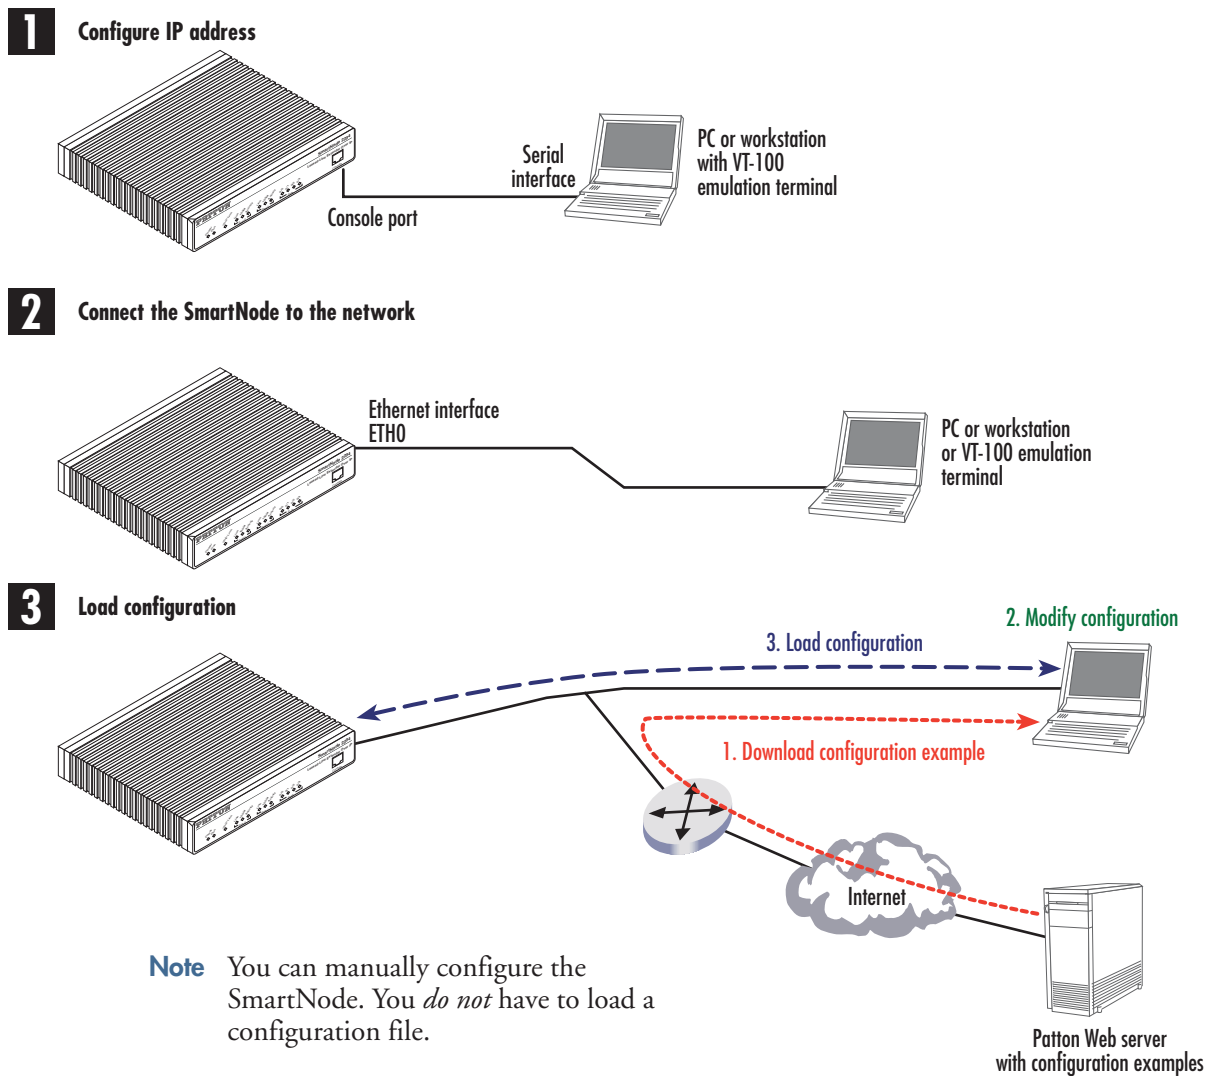 1
Configure IP address
Serial
interface
PC or workstation
with VT-100
emulation terminal
Console port
2
Connect the SmartNode to the network
Ethernet interface
ETH0
PC or workstation
or VT-100 emulation
terminal
3
Load configuration
2. Modify configuration
3. Load configuration
1. Download configuration example
Internet
Note You can manually configure the
SmartNode. You do not have to load a
configuration file.
Patton Web server
with configuration examples